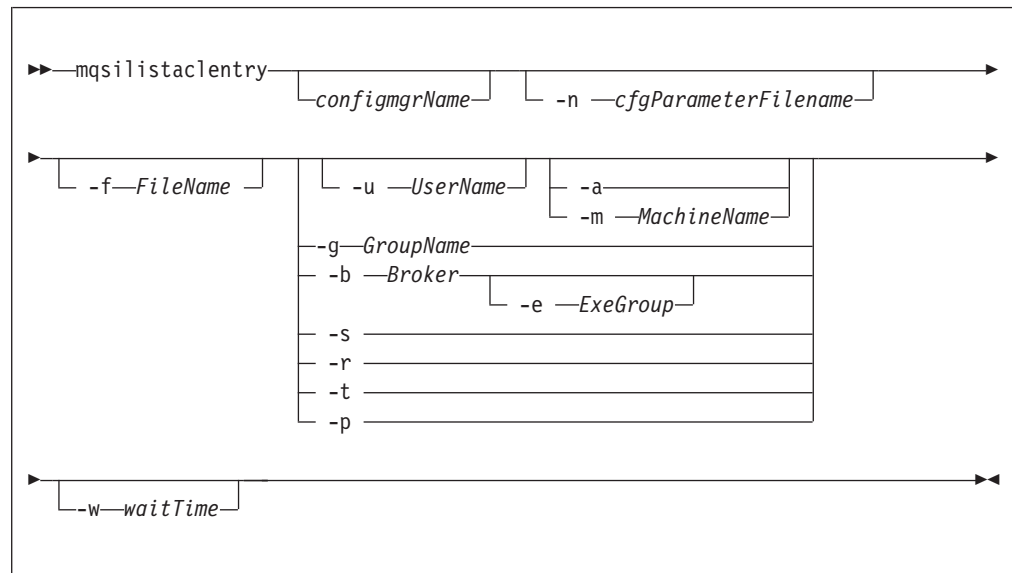 mqsilistaclentry
configmgrName -n cfgParameterFilename
-f FileName -u UserName -a
-m MachineName
-g GroupName
-b Broker
-e ExeGroup
-s
-r
-t
-p
-w waitTime